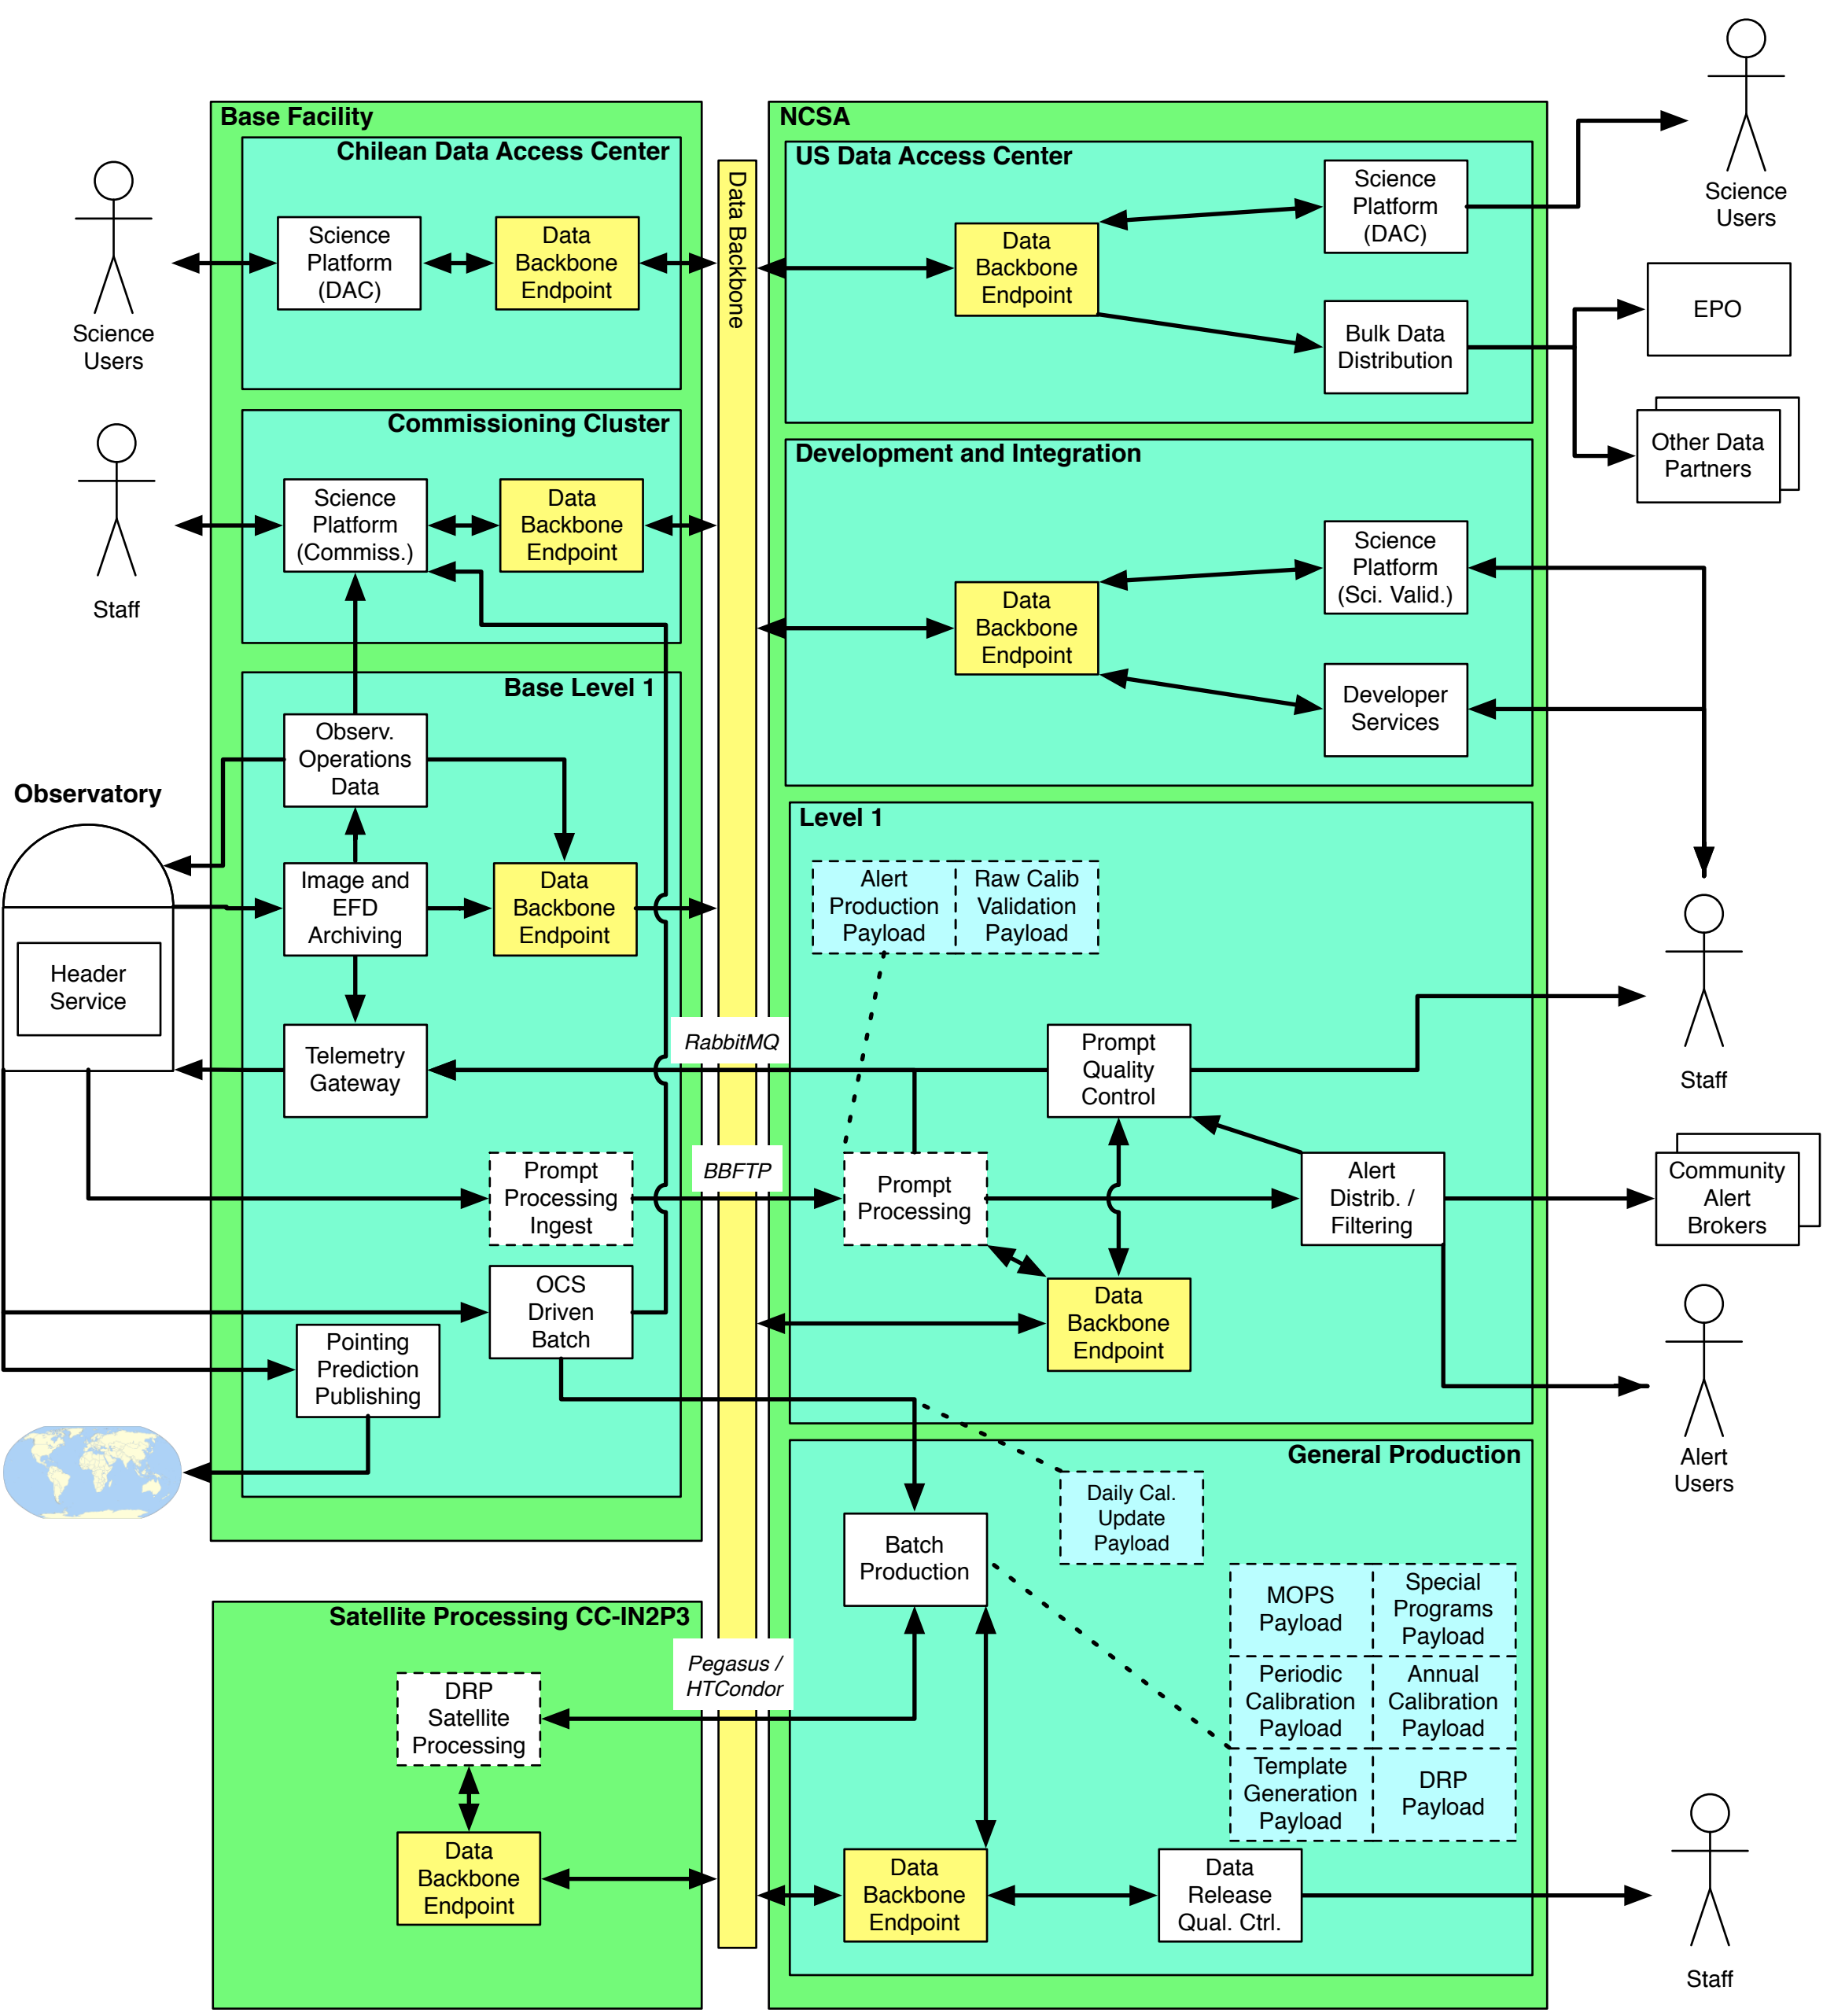 Base Facility
Chilean Data Access Center
Science
Platform
(DAC)
Data
Backbone
Endpoint
Science
Users
Commissioning Cluster
Science
Platform
(Commiss.)
Data
Backbone
Endpoint
Staff
Base Level 1
Observ.
Operations
Data
Observatory
Image and
EFD
Archiving
Data
Backbone
Endpoint
Header
Service
Telemetry
Gateway
Prompt
Processing
Ingest
OCS
Driven
Batch
Pointing
Prediction
Publishing
Satellite Processing CC-IN2P3
DRP
Satellite
Processing
Data
Backbone
Endpoint
Data Backbone
RabbitMQ
BBFTP
Pegasus /
HTCondor
NCSA
US Data Access Center
Data
Backbone
Endpoint
Science
Platform
(DAC)
Bulk Data
Distribution
Science
Users
EPO
Other Data
Partners
Development and Integration
Data
Backbone
Endpoint
Science
Platform
(Sci. Valid.)
Developer
Services
Level 1
Alert
Production
Payload
Raw Calib
Validation
Payload
Prompt
Quality
Control
Staff
Prompt
Processing
Alert
Distrib. /
Filtering
Community
Alert
Brokers
Data
Backbone
Endpoint
Alert
Users
General Production
Daily Cal.
Update
Payload
Batch
Production
MOPS
Payload
Special
Programs
Payload
Periodic
Calibration
Payload
Annual
Calibration
Payload
Template
Generation
Payload
DRP
Payload
Data
Backbone
Endpoint
Data
Release
Qual. Ctrl.
Staff